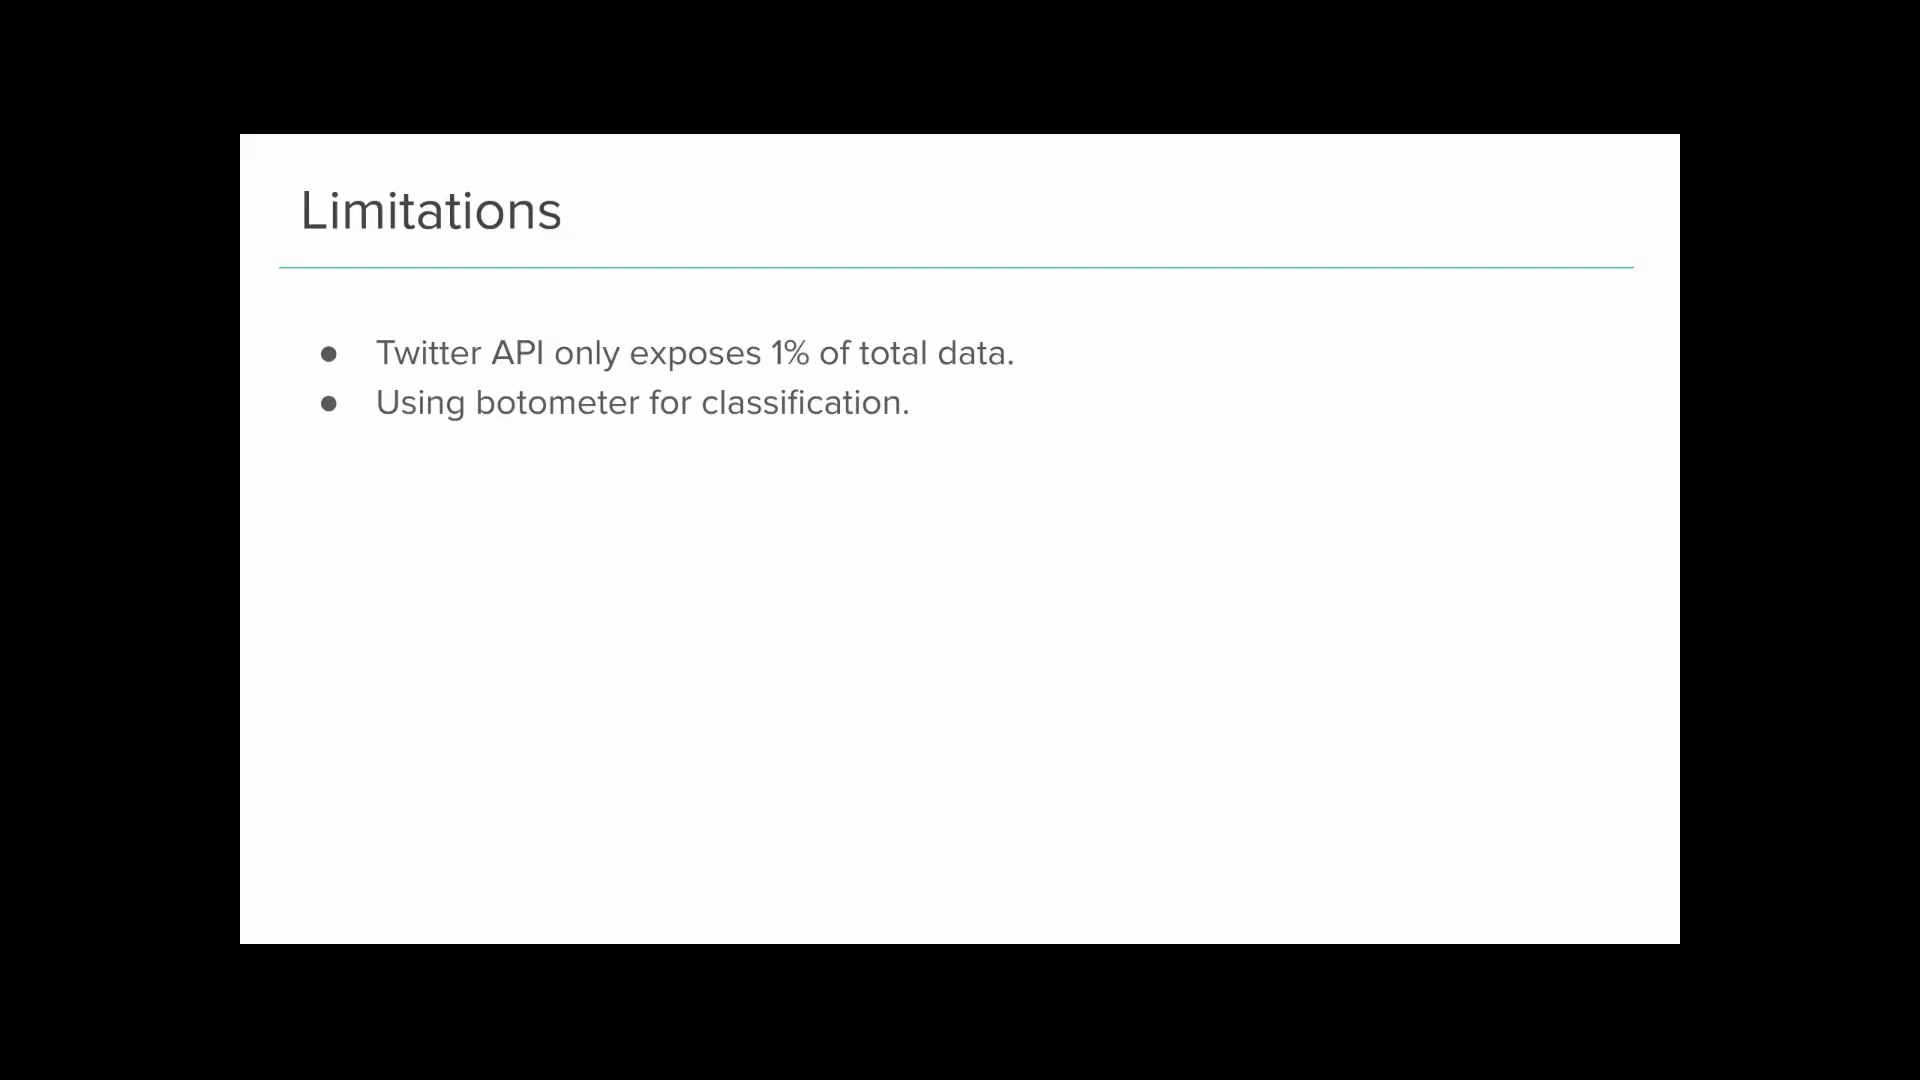 Limitations
● Twitter API only exposes 1% of total data.
● Using botometer for classification.